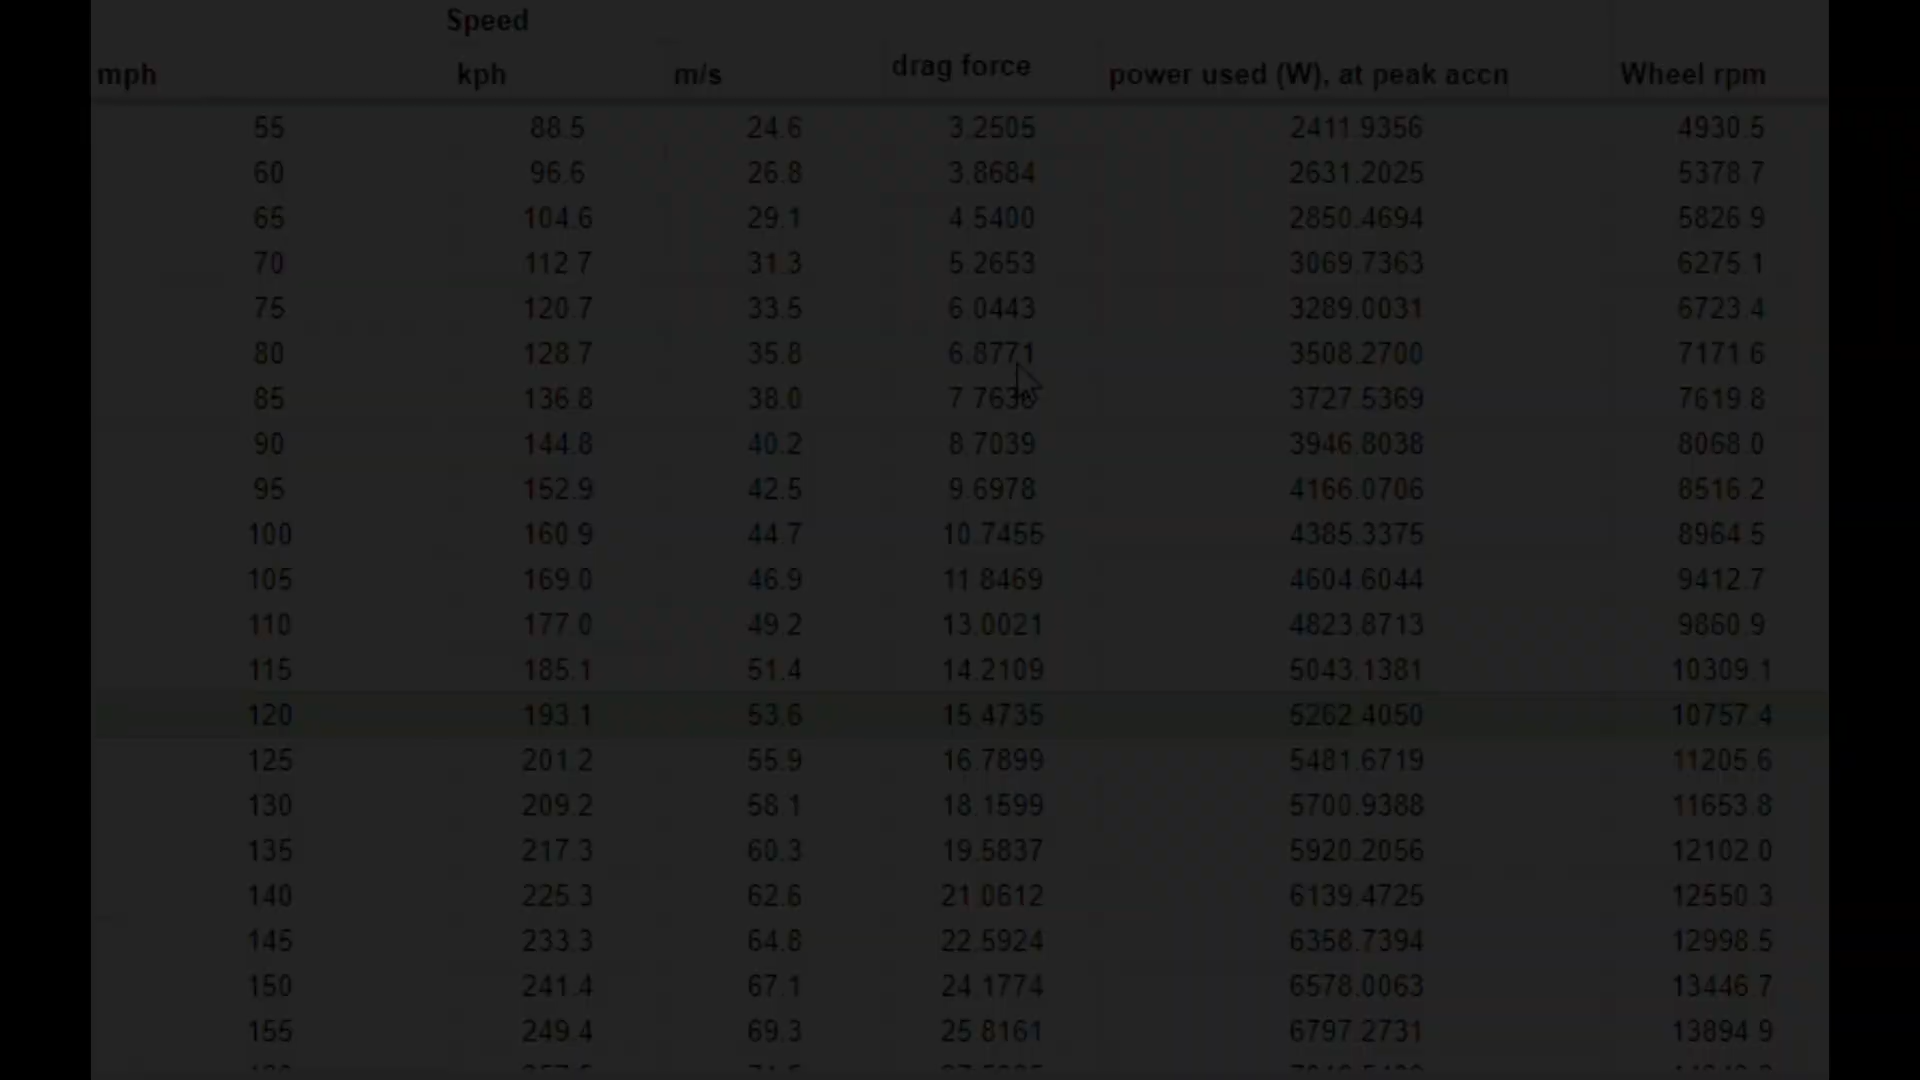 Speed
mph kph m/s drag force power used (W), at peak accn Wheel rpm
55 88.5 24.6 3.2505 2411.9356 4930.5
60 96.6 26.8 3.8684 2631.2025 5378.7
65 104.6 29.1 4.5400 2850.4694 5826.9
70 112.7 31.3 5.2653 3069.7363 6275.1
75 120.7 33.5 6.0443 3289.0031 6723.4
80 128.7 35.8 6.8771 3508.2700 7171.6
85 136.8 38.0 3727.5369 7619.8
90 144.8 40.2 8.7039 3946.8038 8068.0
95 152.9 42.5 9.6978 4166.0706 8516.2
100 160.9 44.7 10.7455 4385.3375 8964.5
105 169.0 46.9 11.8469 4604.6044 9412.7
110 177.0 49.2 13.0021 4823.8713 9860.9
115 185.1 51.4 14.2109 5043.1381 10309.1
120 193.1 53.6 15.4735 5262.4050 10757.4
125 201.2 55.9 16.7899 5481.6719 11205.6
130 209.2 58.1 18.1599 5700.9388 11653.8
135 217.3 60.3 19.5837 5920.2056 12102.0
140 225.3 62.6 21.0612 6139.4725 12550.3
145 233.3 64.8 22.5924 6358.7394 12998.5
150 241.4 67.1 24.1774 6578.0063 13446.7
155 249.4 69.3 25.8161 6797.2731 13894.9